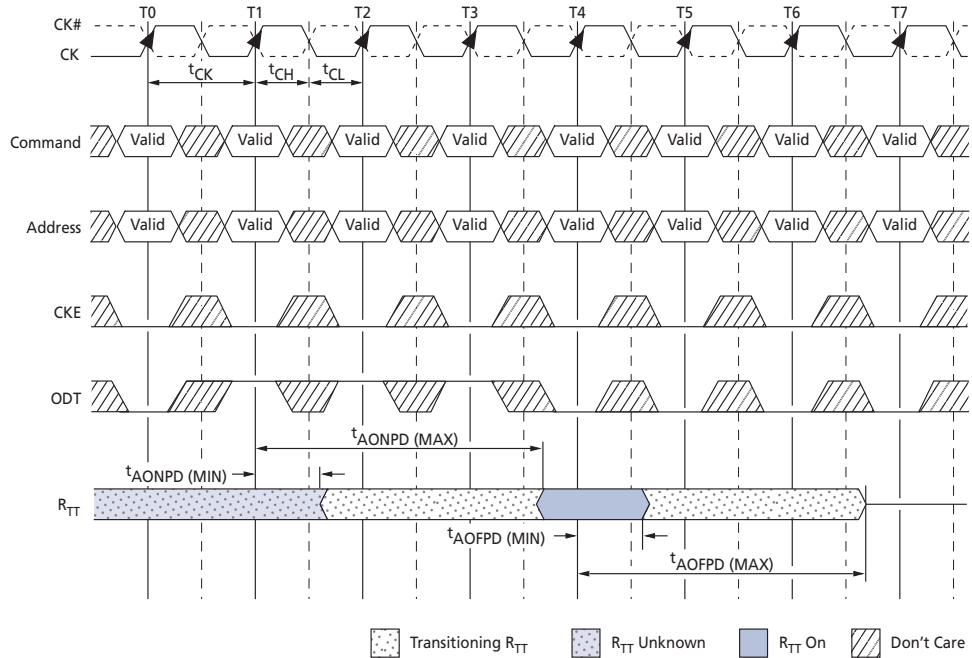 T0 T1 T2 T3 T4 T5 T6 T7
CK#
CK
tCK tCH tCL
Command Valid Valid Valid Valid Valid Valid Valid Valid
Address Valid Valid Valid Valid Valid Valid Valid Valid
CKE
ODT
tAONPD (MAX)
tAONPD (MIN)
RTT
tAOFPD (MIN)
tAOFPD (MAX)
Transitioning RTT RTT Unknown RTT On Don't Care